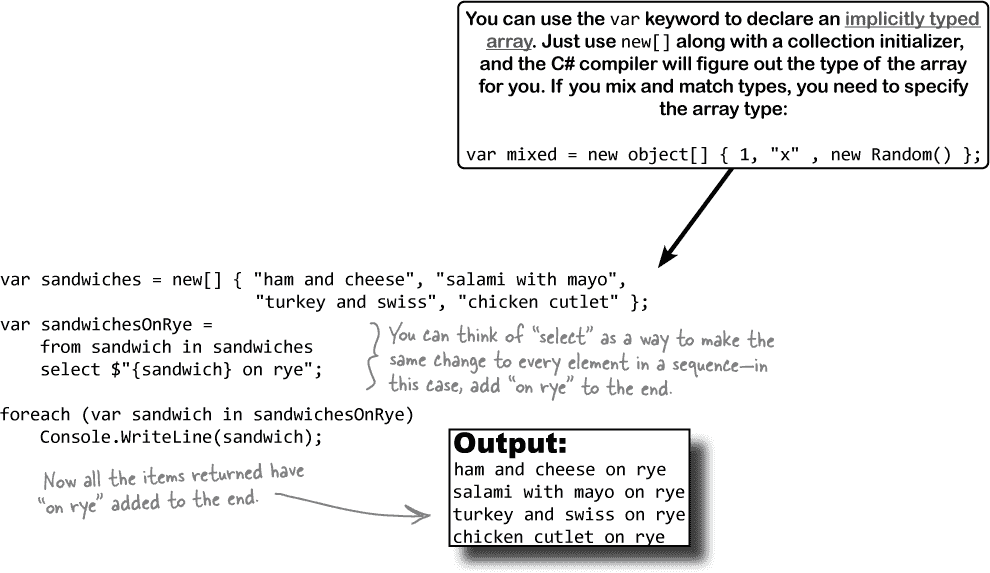 You can use the var keyword to declare an implicitly typed
array. Just use new[] along with a collection initializer,
and the C# compiler will figure out the type of the array
for you. If you mix and match types, you need to specify
the array type:
var mixed = new object[] { 1, "x" , new Random() };
var sandwiches = new[] { "ham and cheese", "salami with mayo",
"turkey and swiss", "chicken cutlet" };
var sandwichesOnRye =
from sandwich in sandwiches
select $"{sandwich} on rye";
You can think of “select” as a way to make the
same change to every element in a sequence—in
this case, add “on rye” to the end.
foreach (var sandwich in sandwichesOnRye)
Console.WriteLine(sandwich);
Now all the items returned have
“on rye” added to the end.
Output:
ham and cheese on rye
salami with mayo on rye
turkey and swiss on rye
chicken cutlet on rye